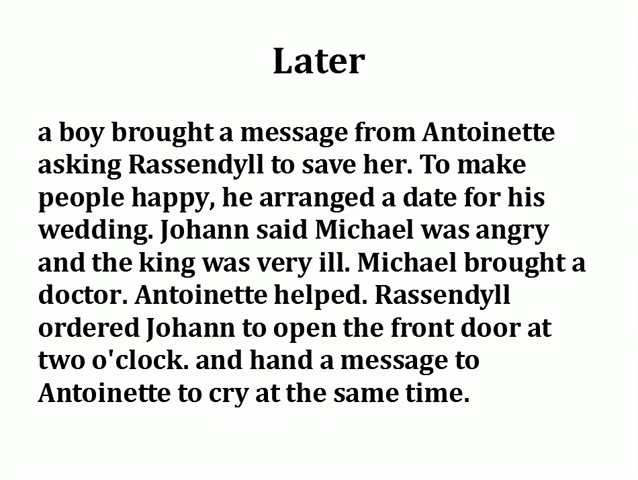 Later
a boy brought a message from Antoinette
asking Rassendyll to save her. To make
people happy, he arranged a date for his
wedding. Johann said Michael was angry
and the king was very ill. Michael brought a
doctor. Antoinette helped. Rassendyll
ordered Johann to open the front door at
two o'clock. and hand a message to
Antoinette to cry at the same time.